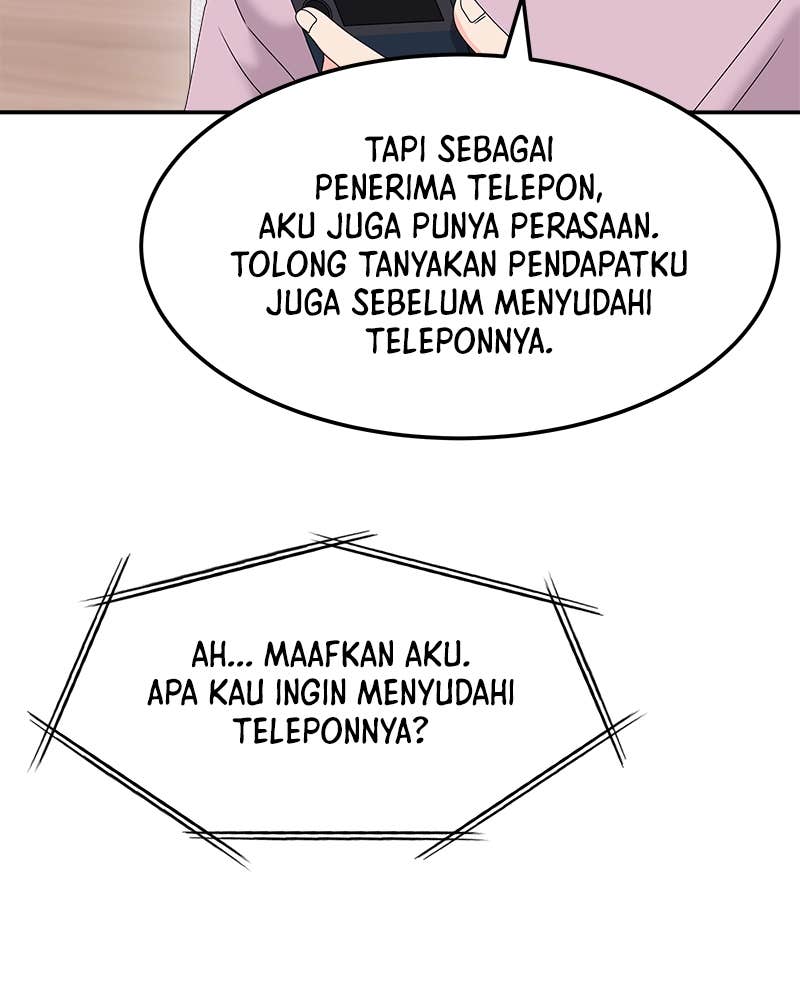 TAPI SEBAGAI
PENERIMA TELEPON,
AKU JUGA PUNYA PERASAAN.
TOLONG TANYAKAN PENDAPATKU
JUGA SEBELUM MENYUDAHI
TELEPONNYA.
AH... MAAFKAN AKU.
APA KAU INGIN MENYUDAHI
TELEPONNYA?